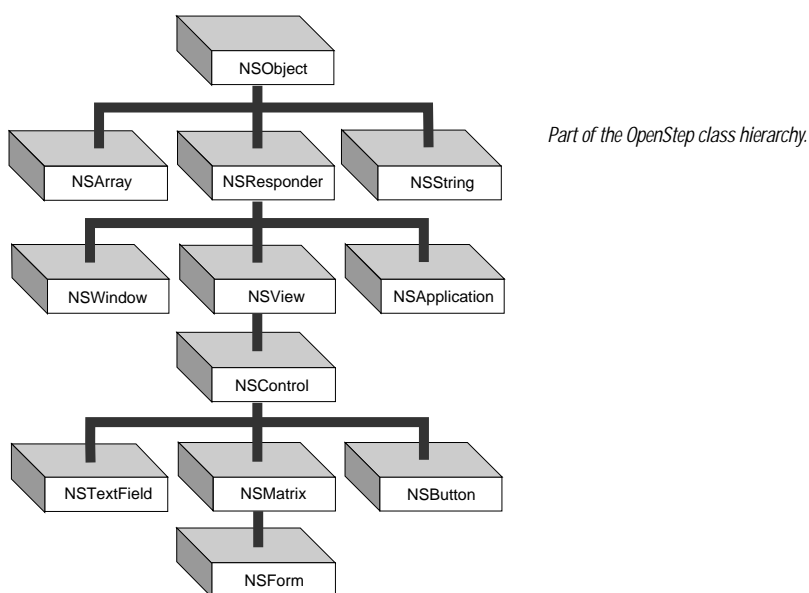 NSObject
Part of the OpenStep class hierarchy.
NSArray
NSResponder
NSString
NSWindow
NSView
NSApplication
NSControl
NSTextField
NSMatrix
NSButton
NSForm